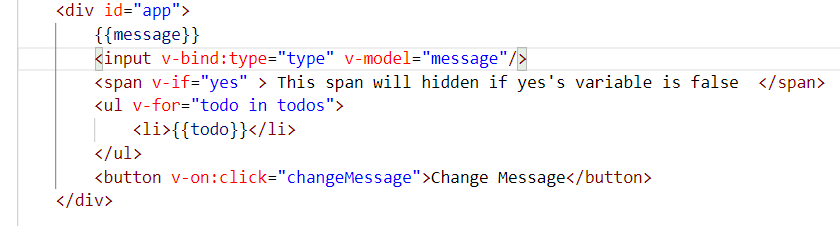 <div id="app">
{{message}}
<input v-bind:type="type" v-model="message"/>
<span v-if="yes" > This span will hidden if yes's variable is false  </span>
<ul v-for="todo in todos">
<li>{{todo}}</li>
</ul>
<button v-on:click="changeMessage">Change Message</button>
</div>